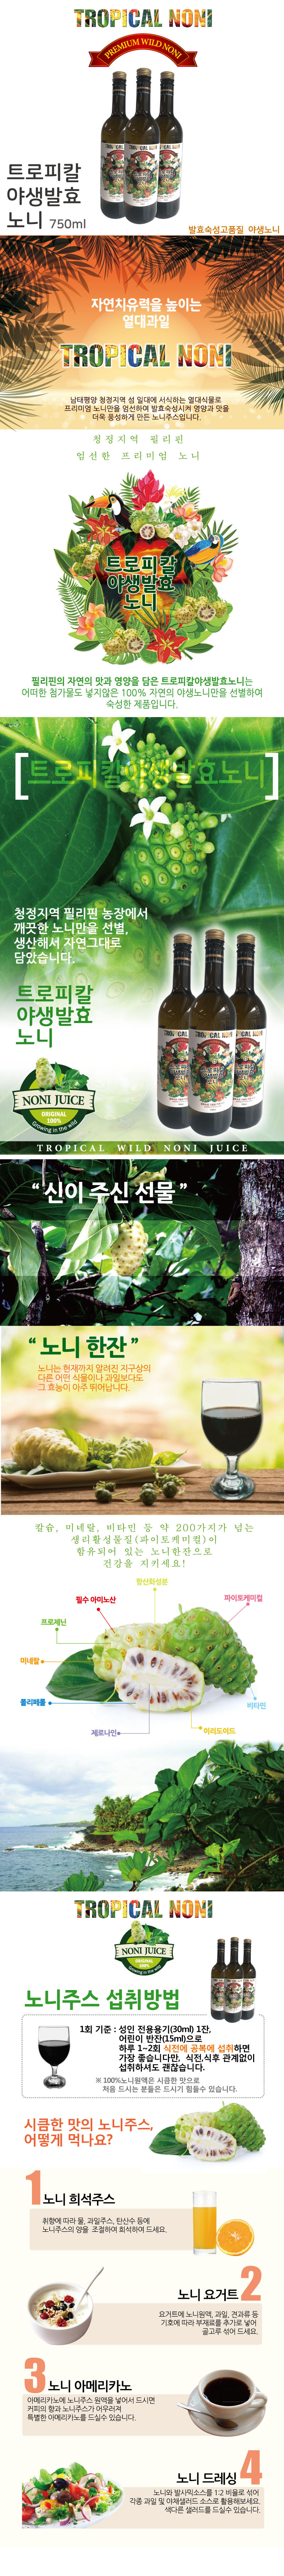 TROPICAL NONI
PREMIUM WILD NONI
트로피칼
야생발효
노니 750ml
발효숙성고품질 야생노니
자연치유력을 높이는
열대과일
TROPICAL NONI
남태평양 청정지역 섬 일대에 서식하는 열대식물로
프리미엄 노니만을 엄선하여 발효숙성시켜 영양과 맛을
더욱 풍성하게 만든 노니주스입니다.
청정지역 필리핀
엄선한 프리미엄 노니
트로피칼
야생발효
노니
필리핀의 자연의 맛과 영양을 담은 트로피칼야생발효노니는
어떠한 첨가물도 넣지않은 100% 자연의 야생노니만을 선별하여
숙성한 제품입니다.
[트로피칼야생발효노니]
청정지역 필리핀 농장에서
깨끗한 노니만을 선별,
생산해서 자연그대로
담았습니다.
트로피칼
야생발효
노니
NONI JUICE
ORIGINAL
100%
Growing in the wild
TROPICAL WILD NONI JUICE
“ 신이 주신 선물 ”
“ 노니 한잔 ”
노니는 현재까지 알려진 지구상의
다른 어떤 식물이나 과일보다도
그 효능이 아주 뛰어납니다.
칼슘, 미네랄, 비타민 등 약 200가지가 넘는
생리활성물질(파이토케미컬)이
함유되어 있는 노니한잔으로
건강을 지키세요!
항산화성분
필수 아미노산
파이토케미컬
프로제닌
미네랄
폴리페롤
비타민
제로나인
이리도이드
TROPICAL NONI
NONI JUICE
ORIGINAL
100%
Growing in the wild
노니주스 섭취방법
1회 기준 : 성인 전용용기(30ml) 1잔,
어린이 반잔(15ml)으로
하루 1~2회 식전에 공복에 섭취하면
가장 좋습니다만, 식전,식후 관계없이
섭취하셔도 괜찮습니다.
※ 100%노니원액은 시큼한 맛으로
처음 드시는 분들은 드시기 힘들수 있습니다.
시큼한 맛의 노니주스,
어떻게 먹나요?
1 노니 희석주스
취향에 따라 물, 과일주스, 탄산수 등에
노니주스의 양을 조절하여 희석하여 드세요.
노니 요거트 2
요거트에 노니원액, 과일, 견과류 등
기호에 따라 부재료를 추가로 넣어
골고루 섞어 드세요.
3 노니 아메리카노
아메리카노에 노니주스 원액을 넣어서 드시면
커피의 향과 노니주스가 어우러져
특별한 아메리카노를 드실수 있습니다.
노니 드레싱 4
노니와 발사믹소스를 1:2 비율로 섞어
각종 과일 및 야채샐러드 소스로 활용해보세요.
색다른 샐러드를 드실수 있습니다.